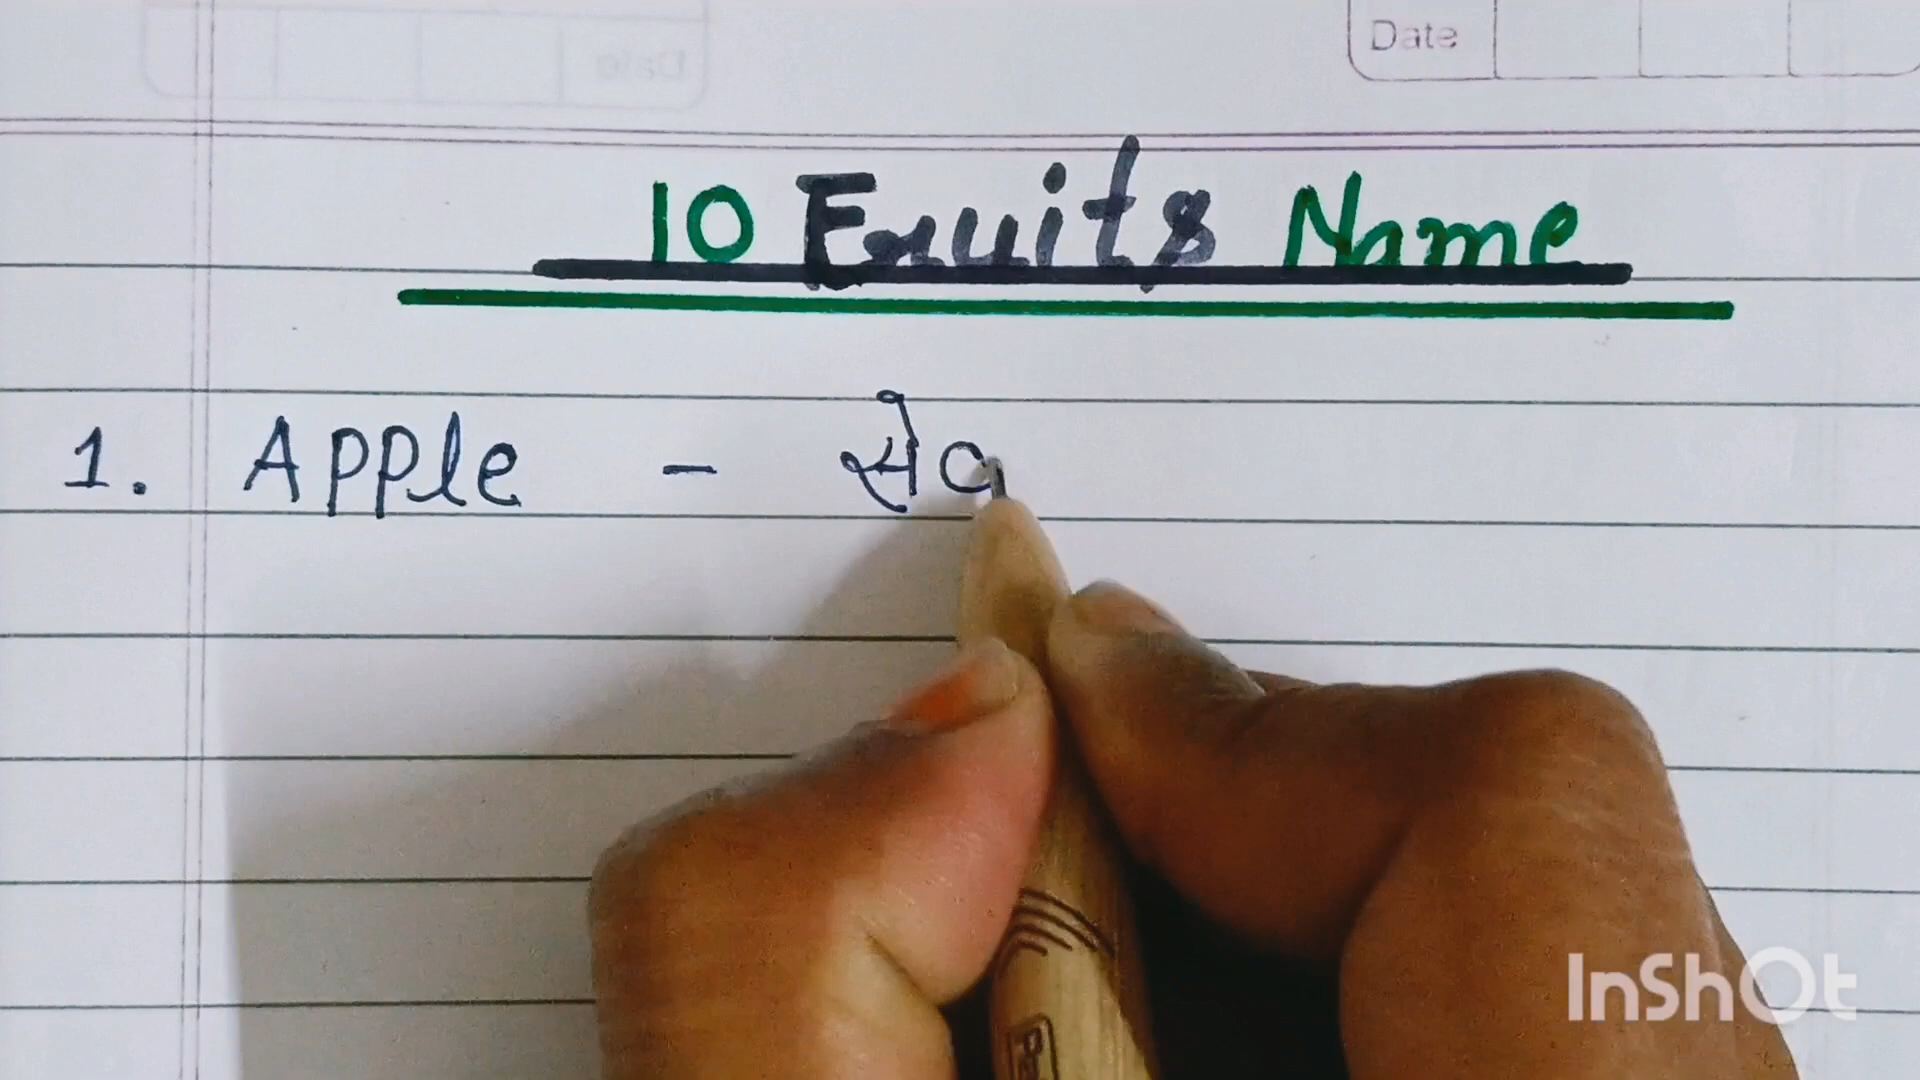 Date
10 Fruits Name
1. Apple - सेव
InShOt